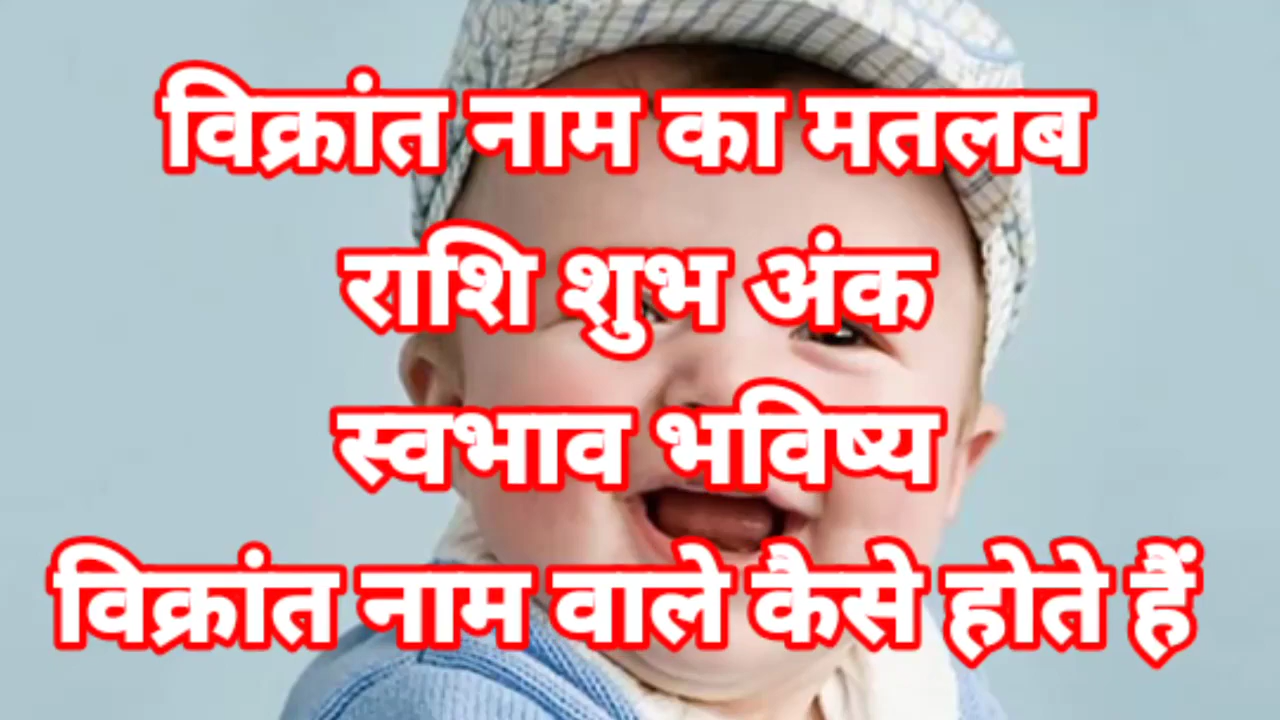 विक्रांत नाम का मतलब
राशि शुभ अंक
स्वभाव भविष्य
विक्रांत नाम वाले कैसे होते हैं